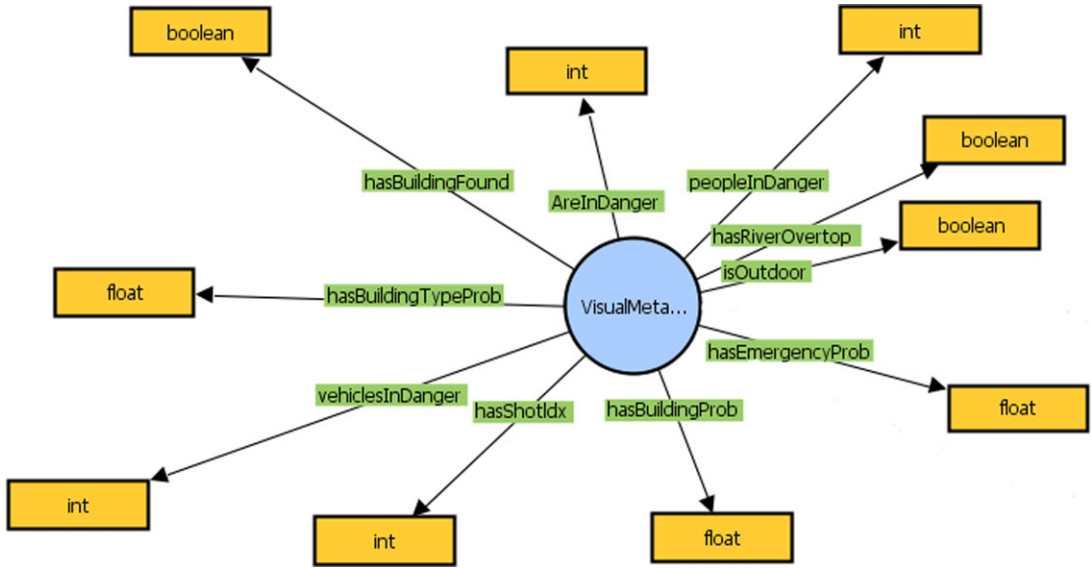 boolean
int
int
boolean
hasBuildingFound
peopleInDanger
AreInDanger
boolean
hasRiverOvertop
isOutdoor
float
hasBuildingTypeProb
VisualMeta...
hasEmergencyProb
vehiclesInDanger
hasShotIdx
hasBuildingProb
float
int
int
float